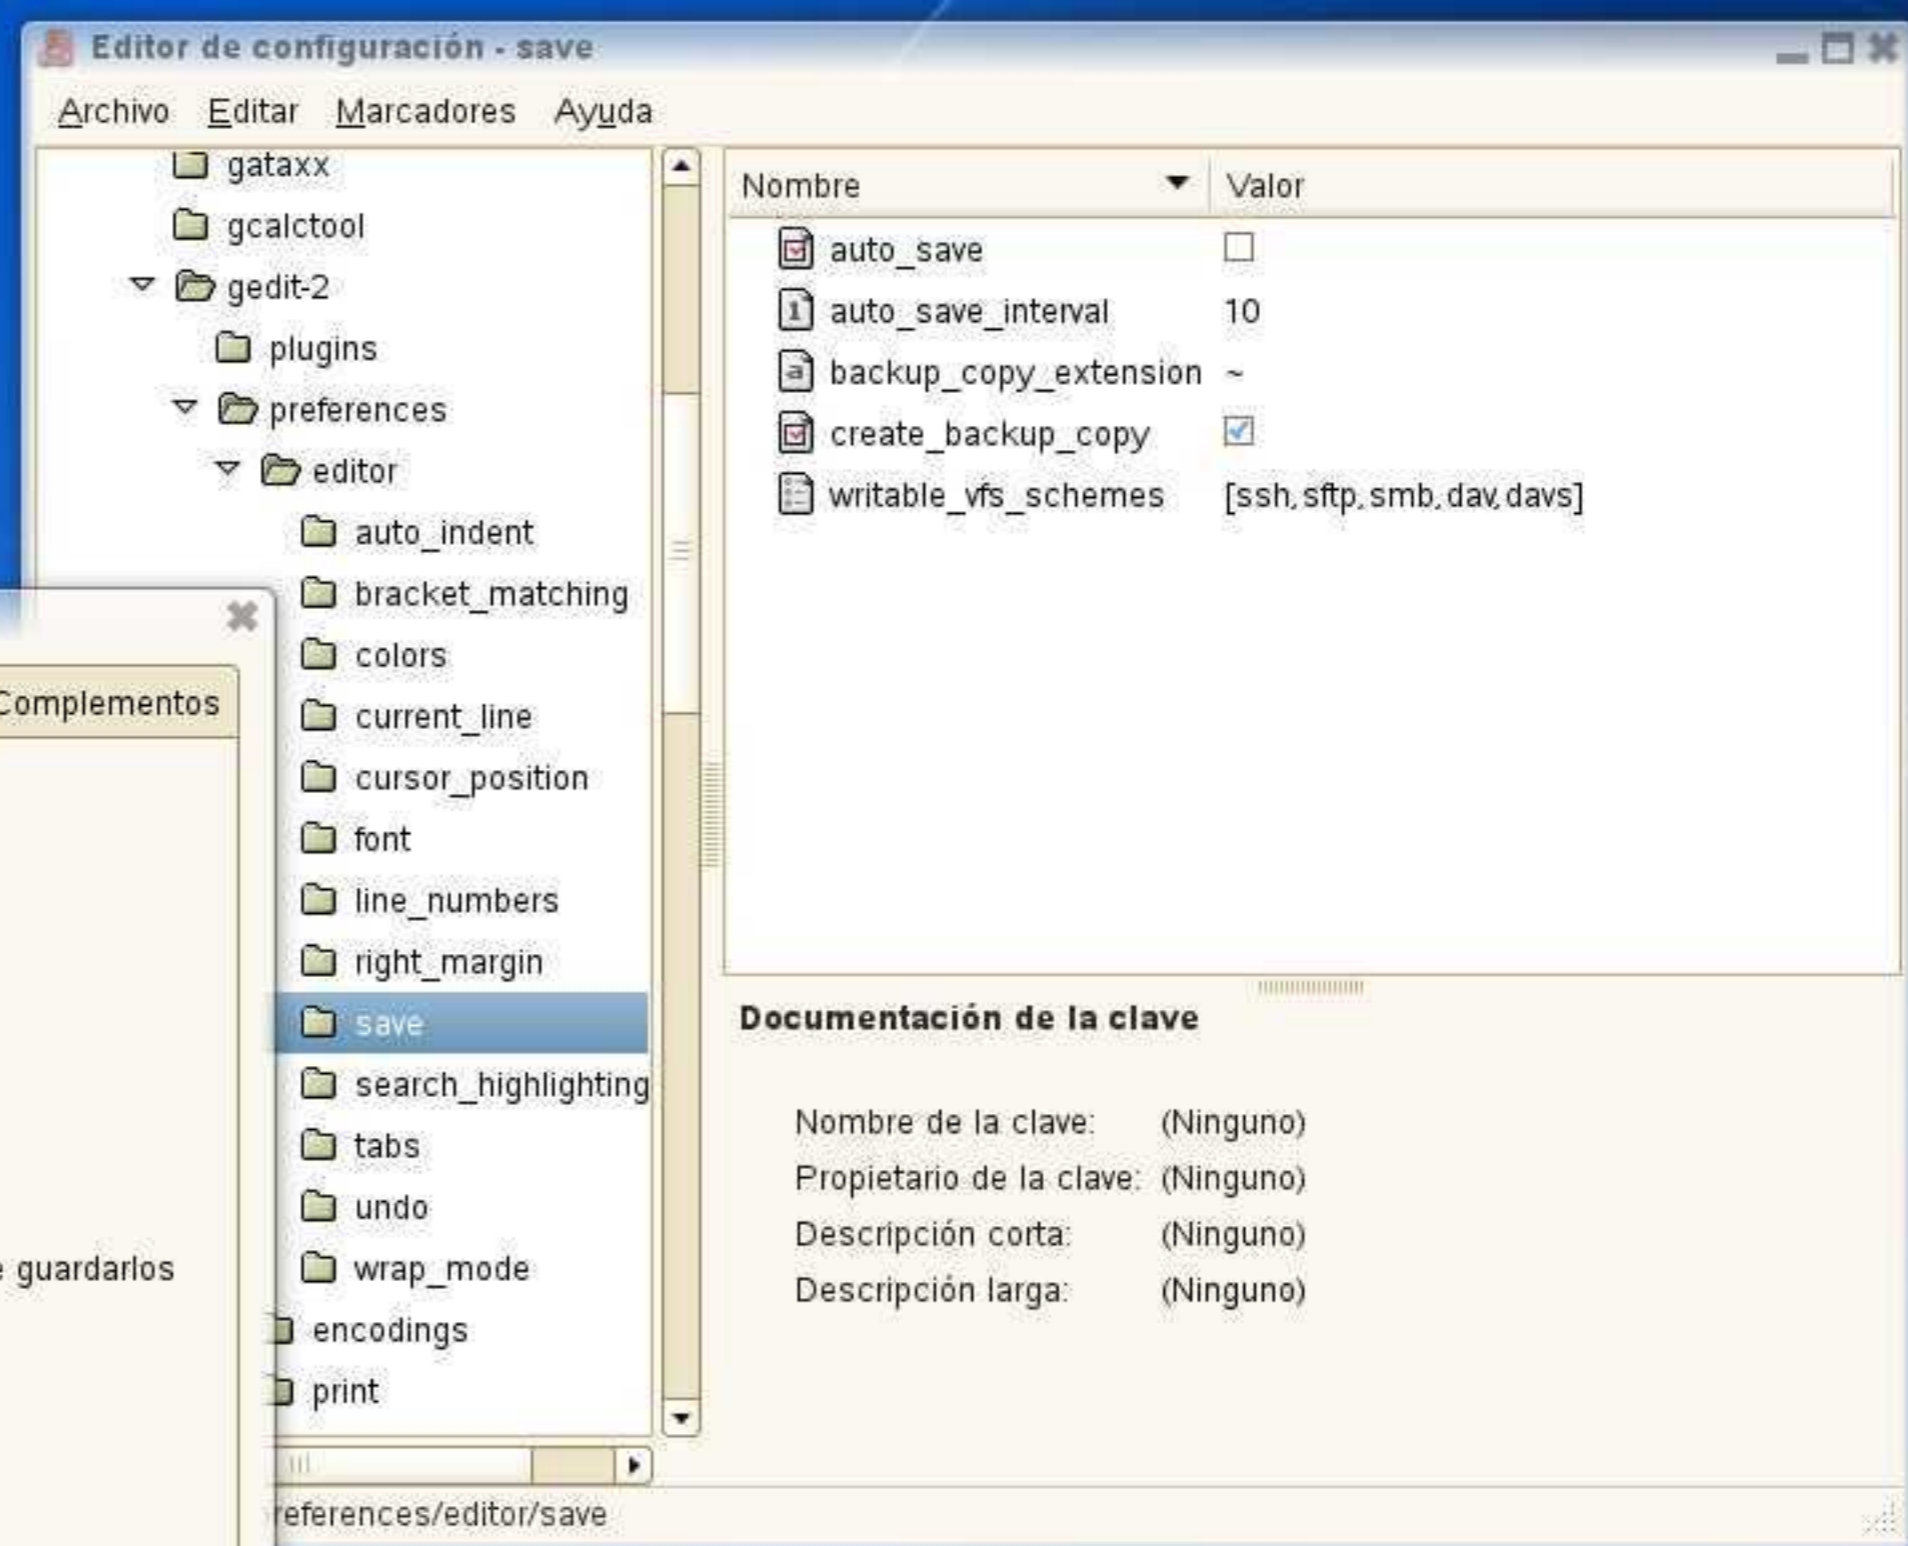 Editor de configuración - save
Archivo Editar Marcadores Ayuda
gataxx
gcalctool
gedit-2
plugins
preferences
editor
auto_indent
bracket_matching
colors
current_line
cursor_position
font
line_numbers
right_margin
save
search_highlighting
tabs
undo
wrap_mode
encodings
print
references/editor/save
Complementos
guardarlos
Nombre Valor
auto_save
auto_save_interval 10
backup_copy_extension ~
create_backup_copy
writable_vfs_schemes [ssh,sftp,smb,dav,davs]
Documentación de la clave
Nombre de la clave: (Ninguno)
Propietario de la clave: (Ninguno)
Descripción corta: (Ninguno)
Descripción larga: (Ninguno)